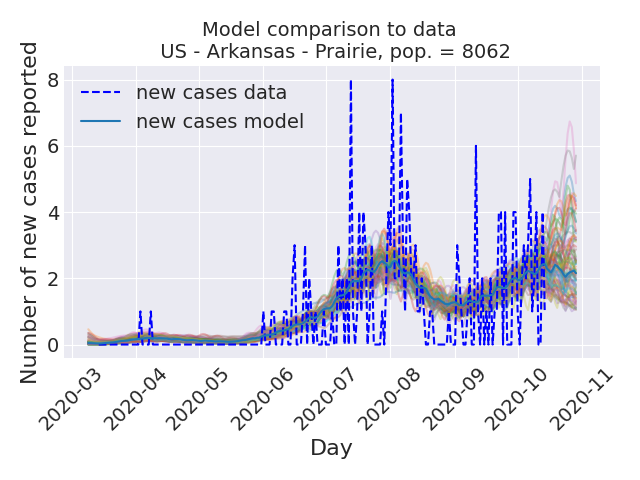 Model comparison to data
US - Arkansas - Prairie, pop. = 8062
Number of new cases reported
8
6
4
2
0
new cases data
new cases model
2020-03
2020-04
2020-05
2020-06
2020-07
2020-08
2020-09
2020-10
2020-11
Day